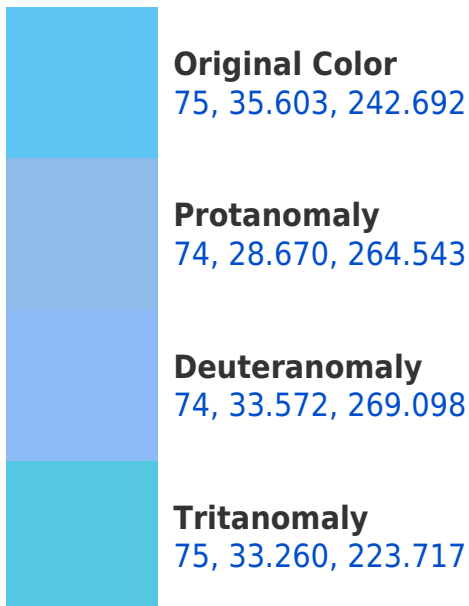 Original Color
75, 35.603, 242.692
Protanomaly
74, 28.670, 264.543
Deuteranomaly
74, 33.572, 269.098
Tritanomaly
75, 33.260, 223.717